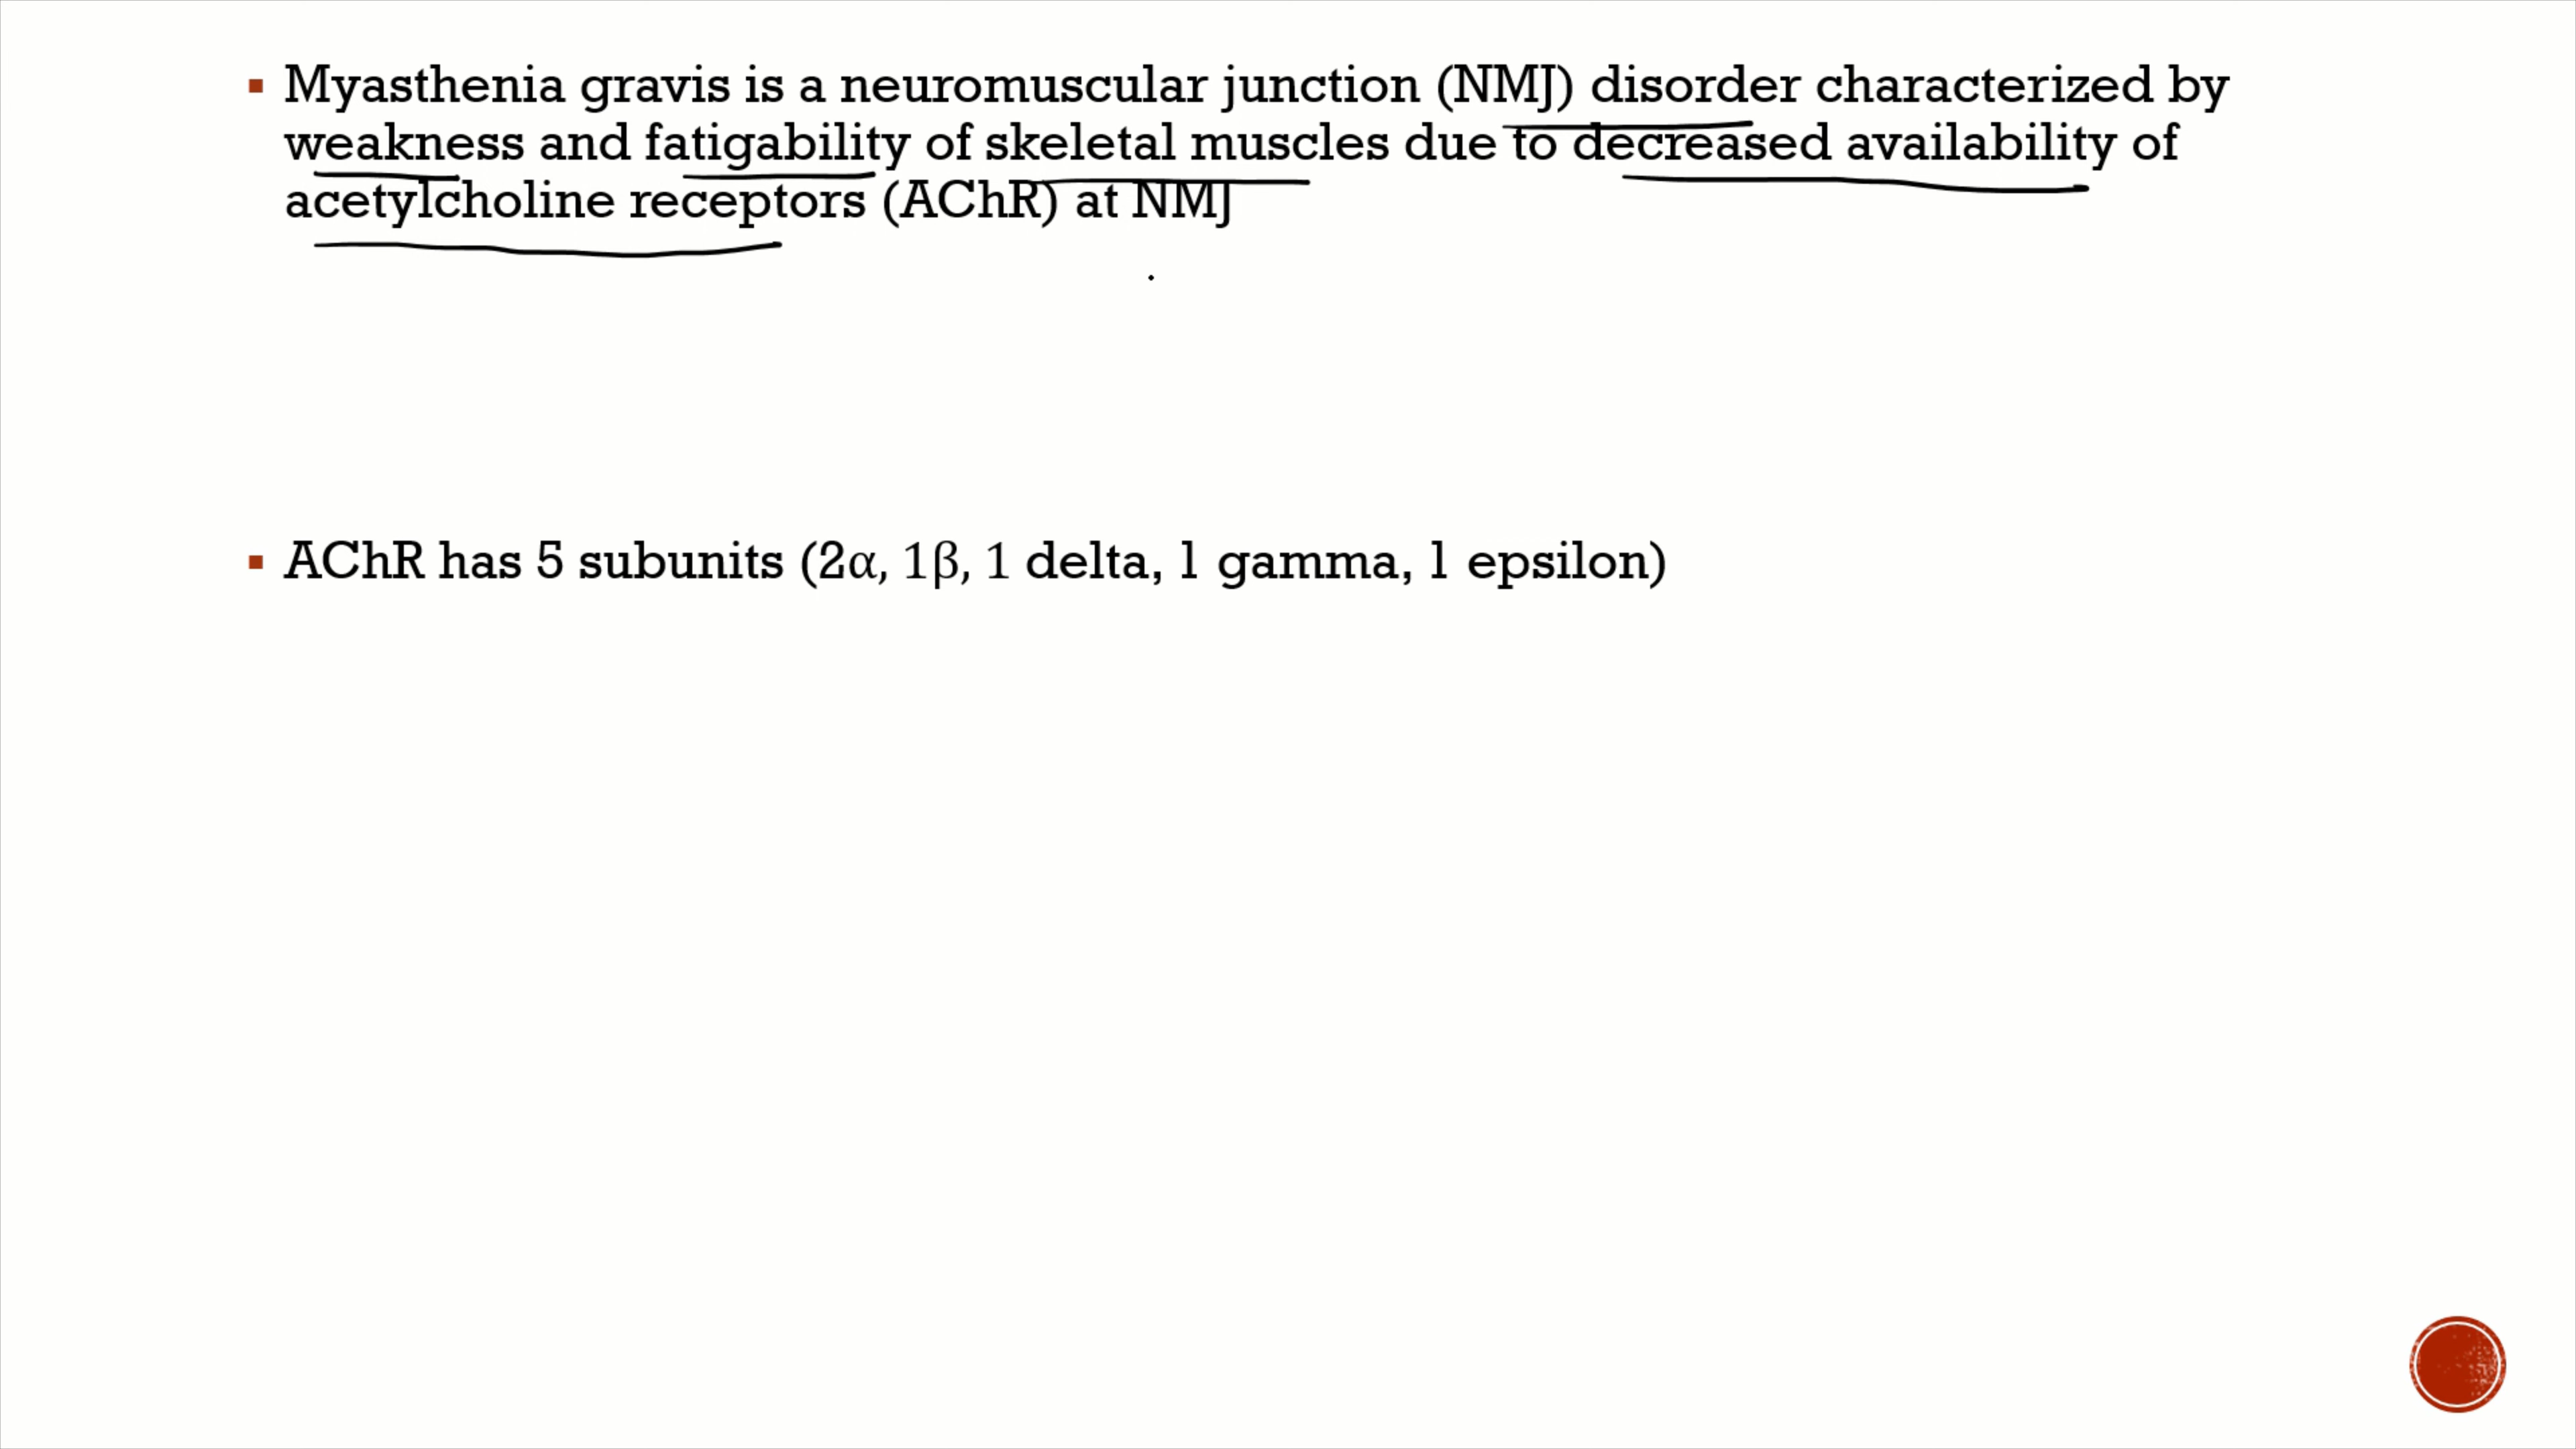 ▪ Myasthenia gravis is a neuromuscular junction (NMJ) disorder characterized by
weakness and fatigability of skeletal muscles due to decreased availability of
acetylcholine receptors (AChR) at NMJ
▪ AChR has 5 subunits (2α, 1β, 1 delta, 1 gamma, 1 epsilon)